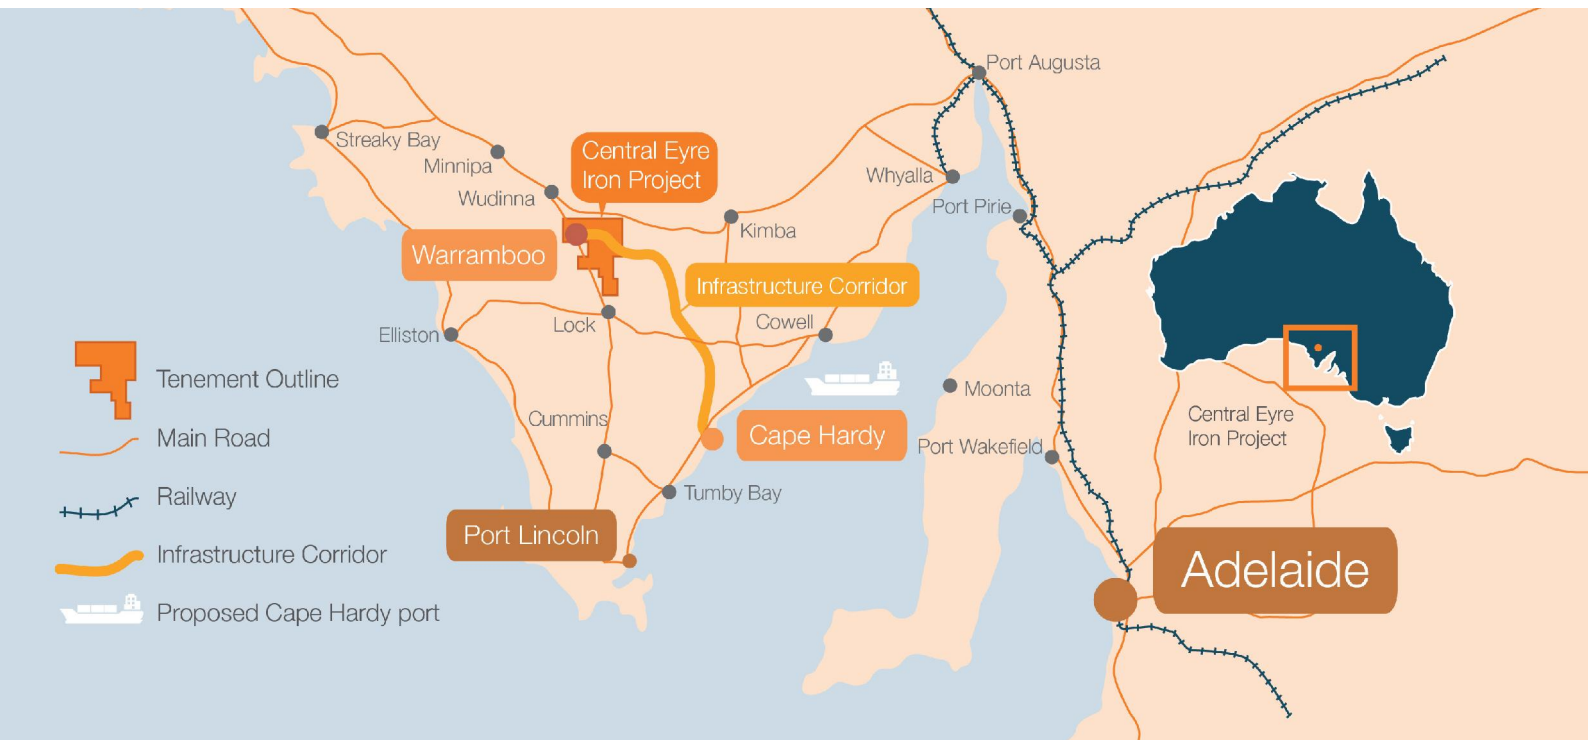 Port Augusta
Streaky Bay
Minnipa
Central Eyre
Iron Project
Whyalla
Wudinna
Port Pirie
Kimba
Warramboo
Infrastructure Corridor
Lock
Cowell
Elliston
Tenement Outline
Moonta
Main Road
Cummins
Cape Hardy
Central Eyre
Iron Project
Port Wakefield
Railway
Tumby Bay
Port Lincoln
Infrastructure Corridor
Adelaide
Proposed Cape Hardy port